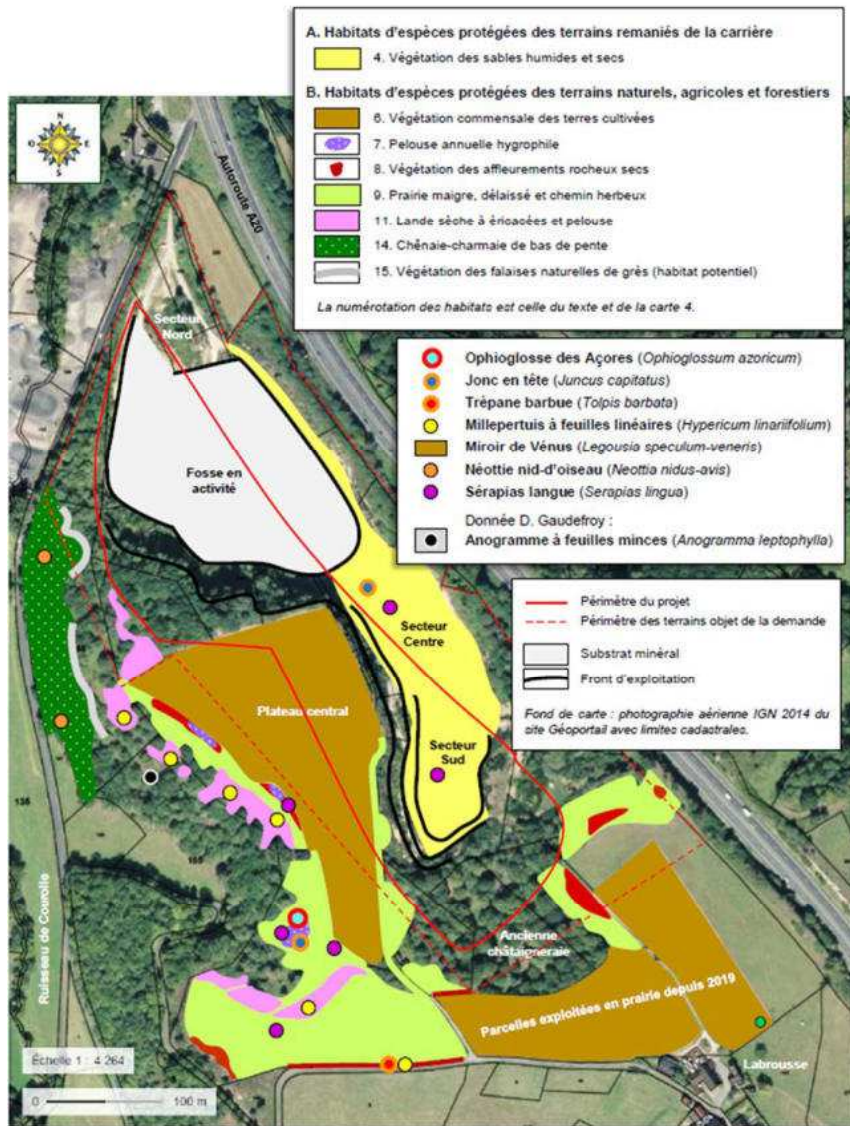 A. Habitats d'espèces protégées des terrains remaniés de la carrière
4. Végétation des sables humides et secs
B. Habitats d'espèces protégées des terrains naturels, agricoles et forestiers
6. Végétation commensale des terres cultivées
7. Pelouse annuelle hygrophile
8. Végétation des affleurements rocheux secs
9. Prairie maigre, délaissé et chemin herbeux
11. Lande sèche à éricacées et pelouse
14. Chênaie-charmaie de bas de pente
15. Végétation des falaises naturelles de grès (habitat potentiel)
La numérotation des habitats est celle du texte et de la carte 4.
N
O
E
S
Autoroute A20
Secteur
Nord
Ophioglosse des Açores (Ophioglossum azoricum)
Jonc en tête (Juncus capitatus)
Trépane barbue (Tolpis barbata)
Millepertuis à feuilles linéaires (Hypericum linariifolium)
Miroir de Vénus (Legousia speculum-veneris)
Néottie nid-d'oiseau (Neottia nidus-avis)
Sérapias langue (Serapias lingua)
Donnée D. Gaudefroy :
Anogramme à feuilles minces (Anogramma leptophylla)
Fosse en
activité
Périmètre du projet
Périmètre des terrains objet de la demande
Substrat minéral
Front d'exploitation
Fond de carte : photographie aérienne IGN 2014 du
site Géoportail avec limites cadastrales.
Secteur
Centre
Plateau central
Secteur
Sud
Ruisseau de Courolle
Ancienne
châtaigneraie
Parcelles exploitées en prairie depuis 2019
Labrousse
Échelle 1 : 4 264
0
100 m